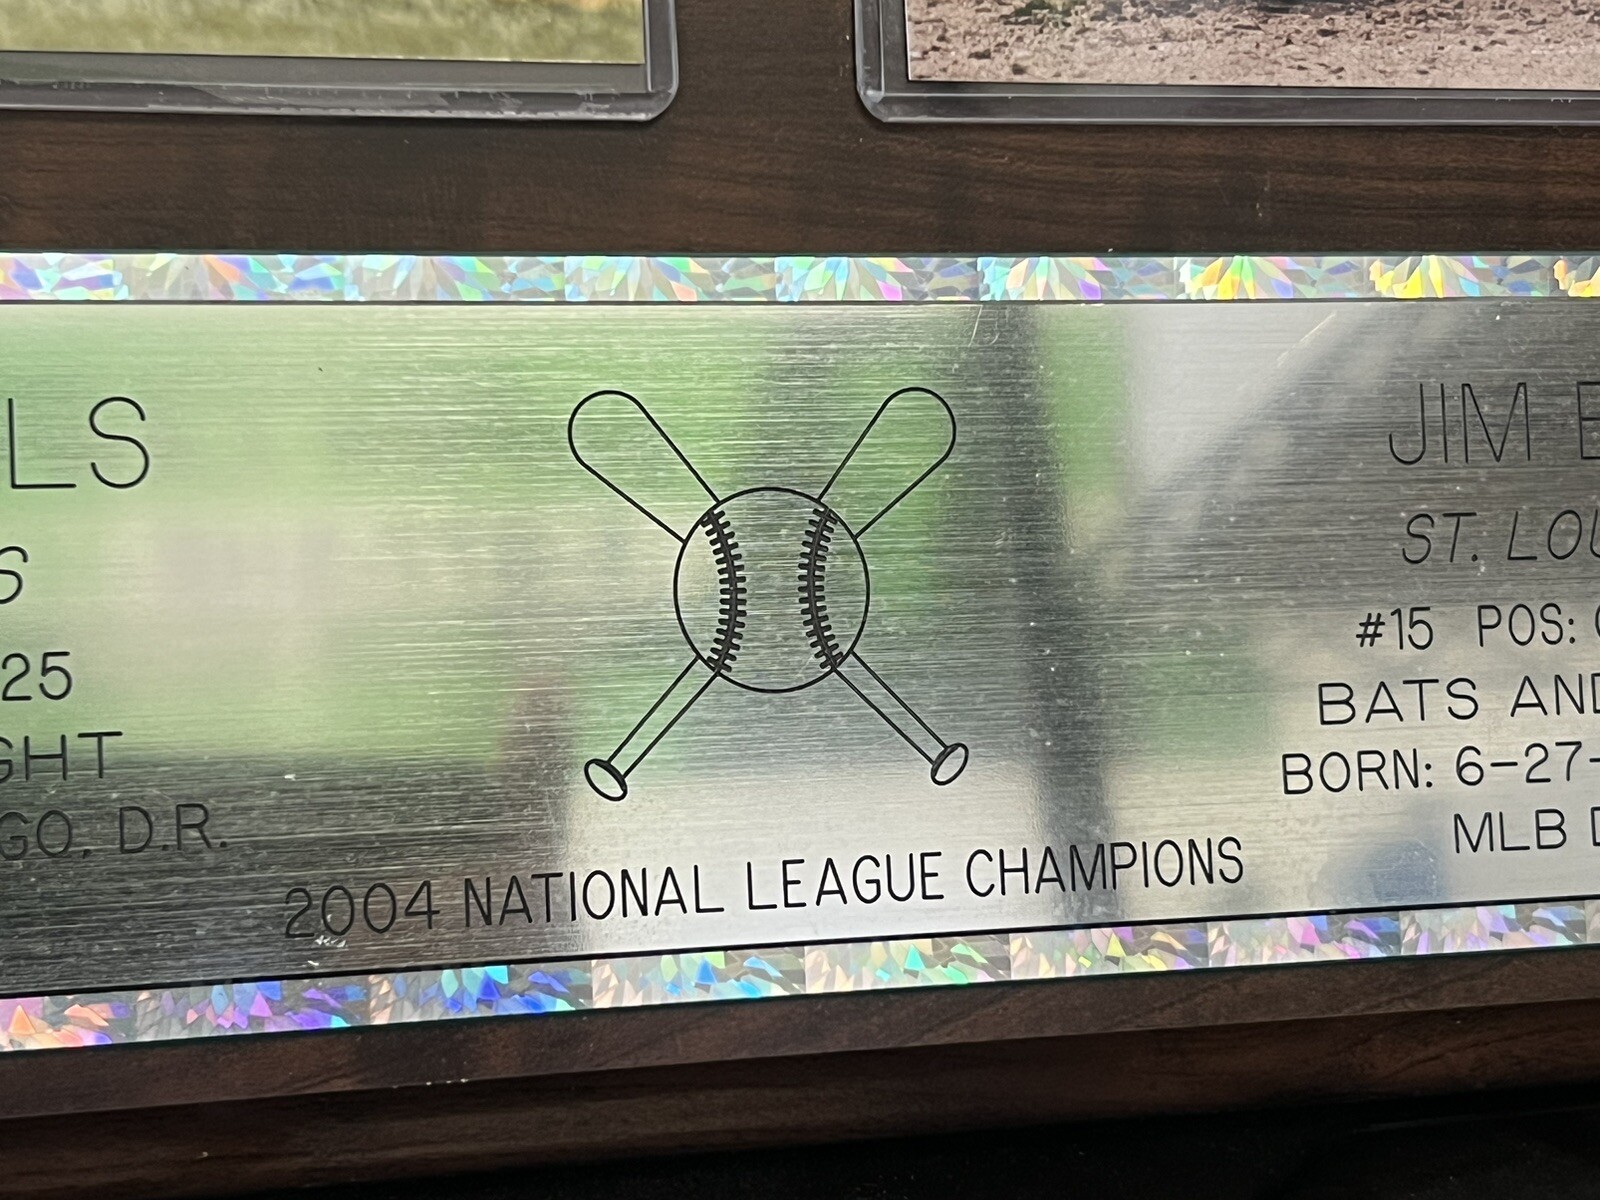 LS
S
25
GHT
GO, D.R.
2004 NATIONAL LEAGUE CHAMPIONS
JIM E
ST. LOU
#15 POS:
BATS AND
BORN: 6-27-
MLB D